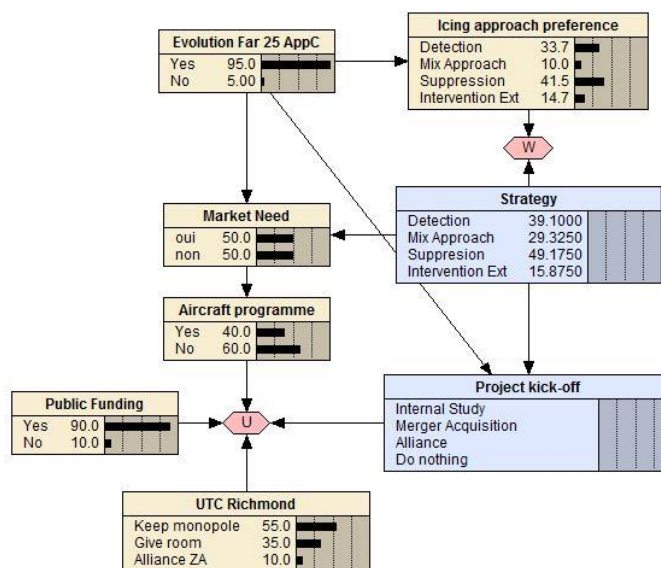 Icing approach preference
Detection 33.7
Mix Approach 10.0
Suppression 41.5
Intervention Ext 14.7
Evolution Far 25 AppC
Yes 95.0
No 5.00
W
Strategy
Detection 39.1000
Mix Approach 29.3250
Suppresion 49.1750
Intervention Ext 15.8750
Market Need
oui 50.0
non 50.0
Aircraft programme
Yes 40.0
No 60.0
Project kick-off
Internal Study
Merger Acquisition
Alliance
Do nothing
Public Funding
Yes 90.0
No 10.0
U
UTC Richmond
Keep monopole 55.0
Give room 35.0
Alliance ZA 10.0